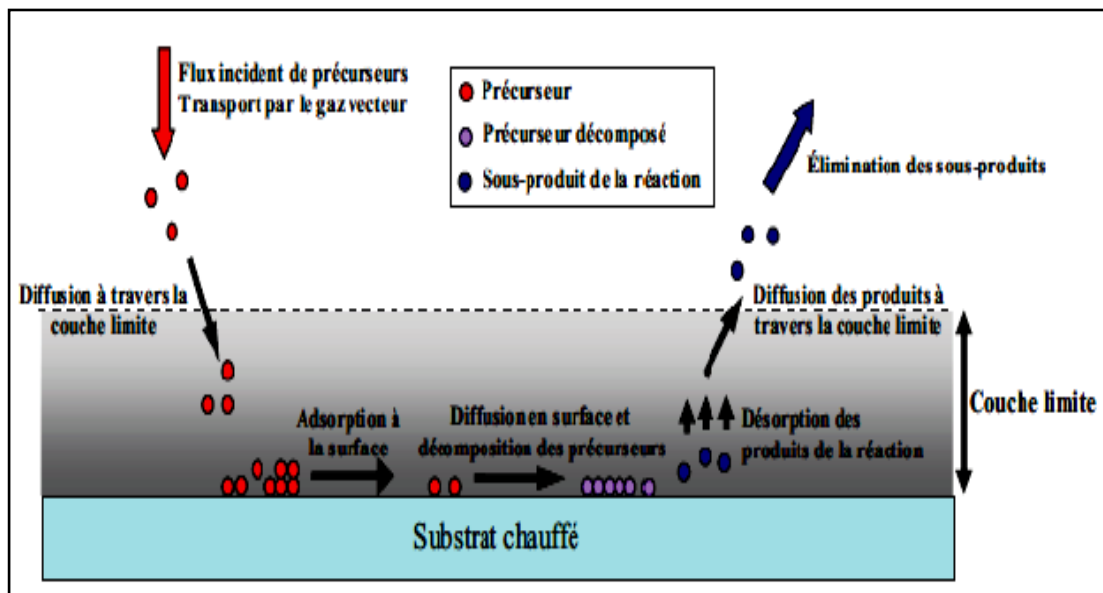 Flux incident de précurseurs
Transport par le gaz vecteur
Précurseur
Précurseur décomposé
Sous-produit de la réaction
Élimination des sous-produits
Diffusion à travers la
couche limite
Diffusion des produits à
travers la couche limite
Couche limite
Adsorption à
la surface
Diffusion en surface et
décomposition des précurseurs
Désorption des
produits de la réaction
Substrat chauffé